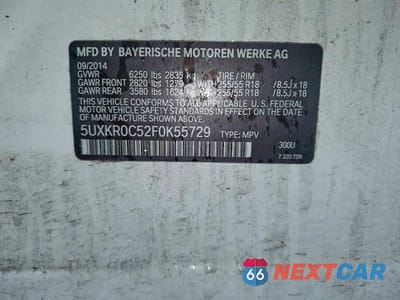 MFD BY BAYERISCHE MOTOREN WERKE AG
09/2014
GVWR 6250 lbs 2835 kg TIRE / RIM
GAWR FRONT 2820 lbs 1279 WITH 255/55 R18 /8.5J x 18
GAWR REAR 3580 lbs 1624 WITH 255/55 R18 /8.5J x 18
THIS VEHICLE CONFORMS TO ALL APPLICABLE
U.S. FEDERAL MOTOR VEHICLE SAFETY STANDARDS IN
EFFECT ON THE DATE OF MANUFACTURE SHOWN ABOVE.
5UXKR0C52F0K55729 TYPE: MPV
300U
7 320 729
66 NEXTCAR